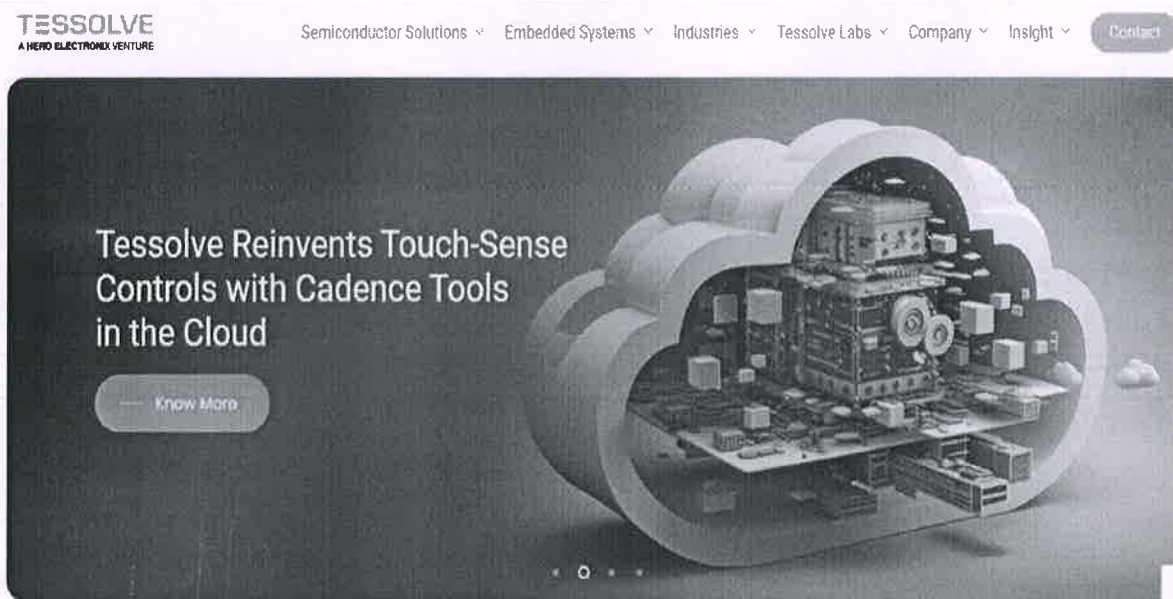 TESSOLVE
A HERO ELECTRONIX VENTURE
Semiconductor Solutions Embedded Systems Industries Tessolve Labs Company Insight Contact
Tessolve Reinvents Touch-Sense
Controls with Cadence Tools
in the Cloud
Know More